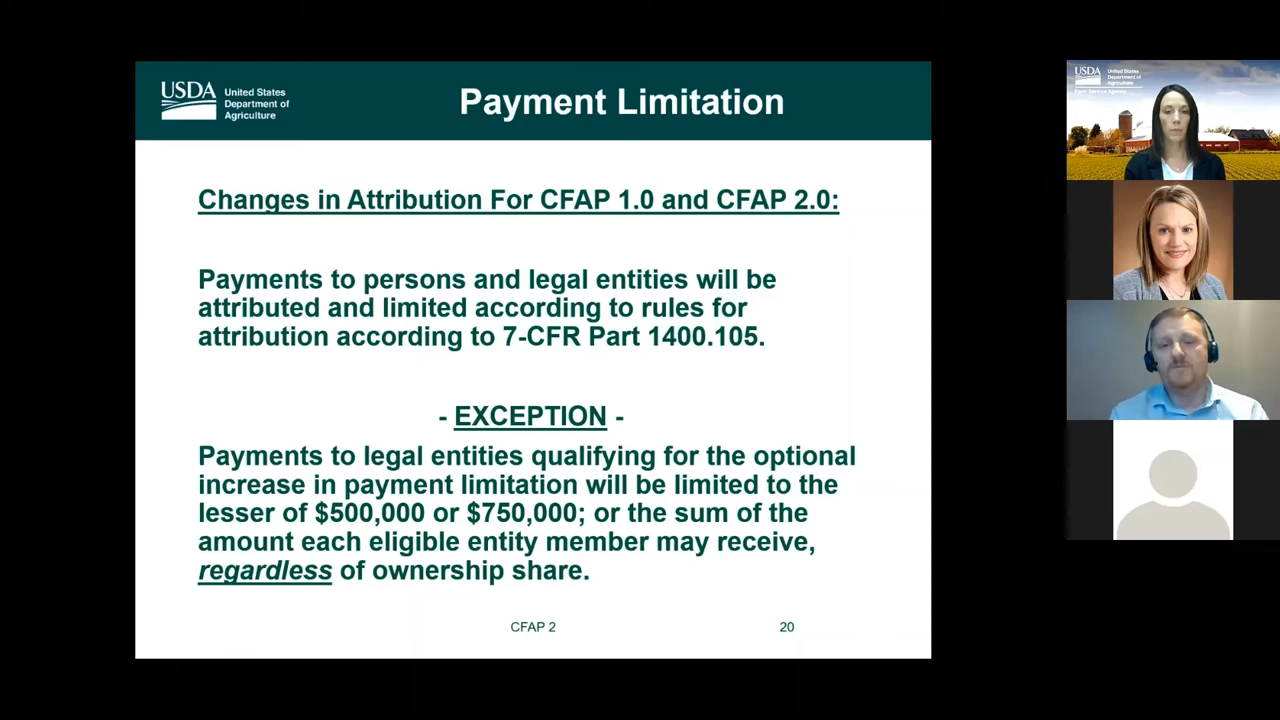 USDA
United States
Department of
Agriculture
Payment Limitation
Changes in Attribution For CFAP 1.0 and CFAP 2.0:
Payments to persons and legal entities will be
attributed and limited according to rules for
attribution according to 7-CFR Part 1400.105.
- EXCEPTION -
Payments to legal entities qualifying for the optional
increase in payment limitation will be limited to the
lesser of $500,000 or $750,000; or the sum of the
amount each eligible entity member may receive,
regardless of ownership share.
CFAP 2
20
USDA
United States
Department of
Agriculture
Farm Service Agency